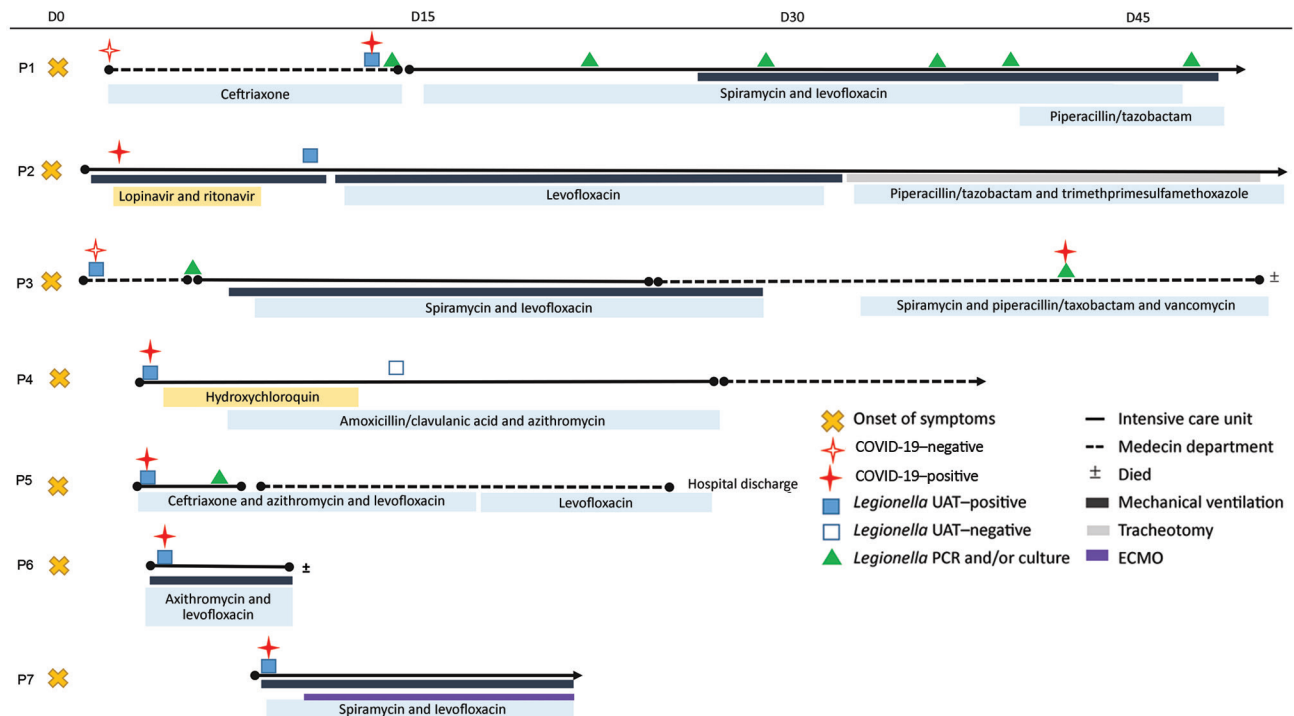 D0 D15 D30 D45
P1
Ceftriaxone
Spiramycin and levofloxacin
Piperacillin/tazobactam
P2
Lopinavir and ritonavir
Levofloxacin
Piperacillin/tazobactam and trimethprimesulfamethoxazole
P3
Spiramycin and levofloxacin
Spiramycin and piperacillin/taxobactam and vancomycin
±
P4
Hydroxychloroquin
Amoxicillin/clavulanic acid and azithromycin
P5
Ceftriaxone and azithromycin and levofloxacin
Levofloxacin
Hospital discharge
P6
±
Axithromycin and
levofloxacin
P7
Spiramycin and levofloxacin
Onset of symptoms
COVID-19–negative
COVID-19–positive
Legionella UAT–positive
Legionella UAT–negative
Legionella PCR and/or culture
Intensive care unit
Medecin department
± Died
Mechanical ventilation
Tracheotomy
ECMO